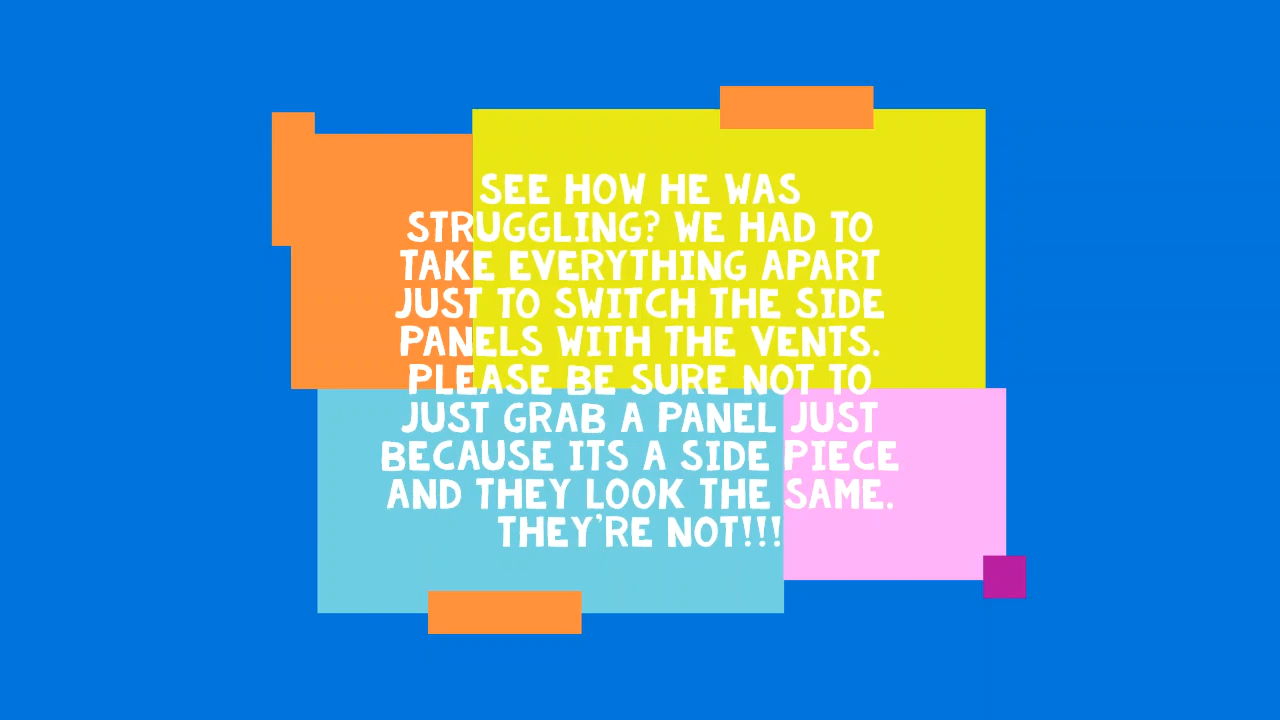 SEE HOW HE WAS
STRUGGLING? WE HAD TO
TAKE EVERYTHING APART
JUST TO SWITCH THE SIDE
PANELS WITH THE VENTS.
PLEASE BE SURE NOT TO
JUST GRAB A PANEL JUST
BECAUSE ITS A SIDE PIECE
AND THEY LOOK THE SAME.
THEY'RE NOT!!!